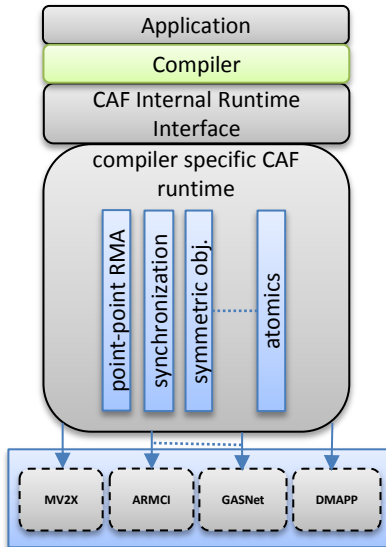 Application
Compiler
CAF Internal Runtime
Interface
compiler specific CAF
runtime
point-point RMA
synchronization
symmetric obj.
atomics
MV2X
ARMCI
GASNet
DMAPP